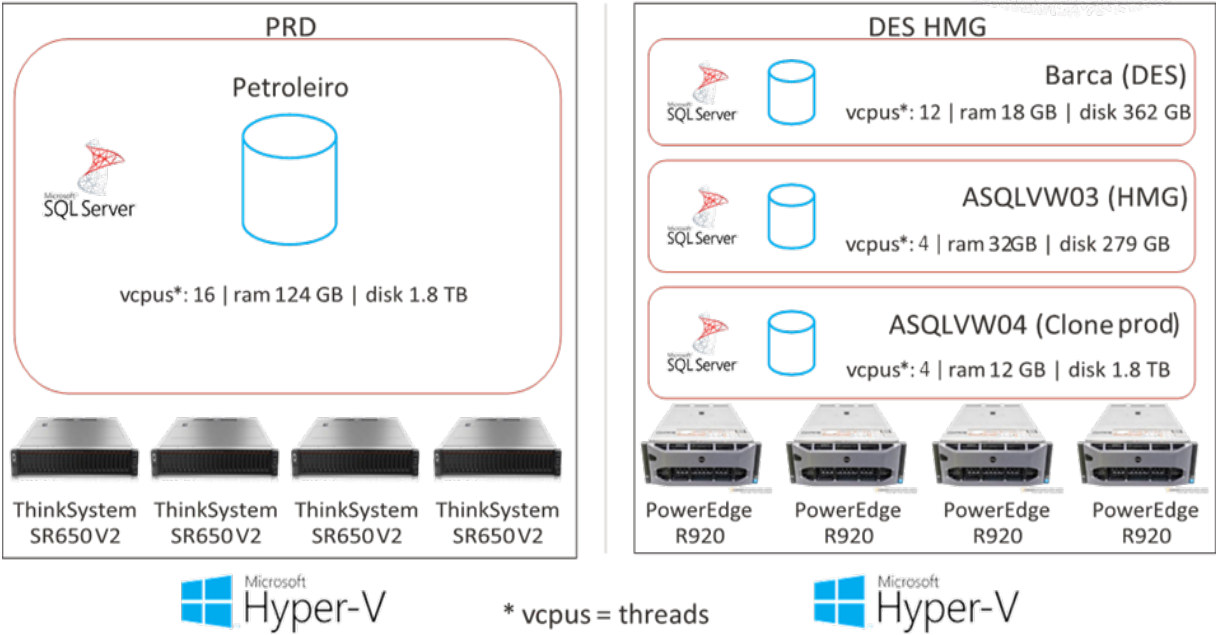 PRD
Petroleiro
Microsoft
SQL Server
vcpus*: 16 | ram 124 GB | disk 1.8 TB
ThinkSystem
SR650 V2
ThinkSystem
SR650 V2
ThinkSystem
SR650 V2
ThinkSystem
SR650 V2
DES HMG
Microsoft
SQL Server
Barca (DES)
vcpus*: 12 | ram 18 GB | disk 362 GB
Microsoft
SQL Server
ASQLVW03 (HMG)
vcpus*: 4 | ram 32GB | disk 279 GB
Microsoft
SQL Server
ASQLVW04 (Clone prod)
vcpus*: 4 | ram 12 GB | disk 1.8 TB
PowerEdge
R920
PowerEdge
R920
PowerEdge
R920
PowerEdge
R920
Microsoft
Hyper-V
* vcpus = threads
Microsoft
Hyper-V